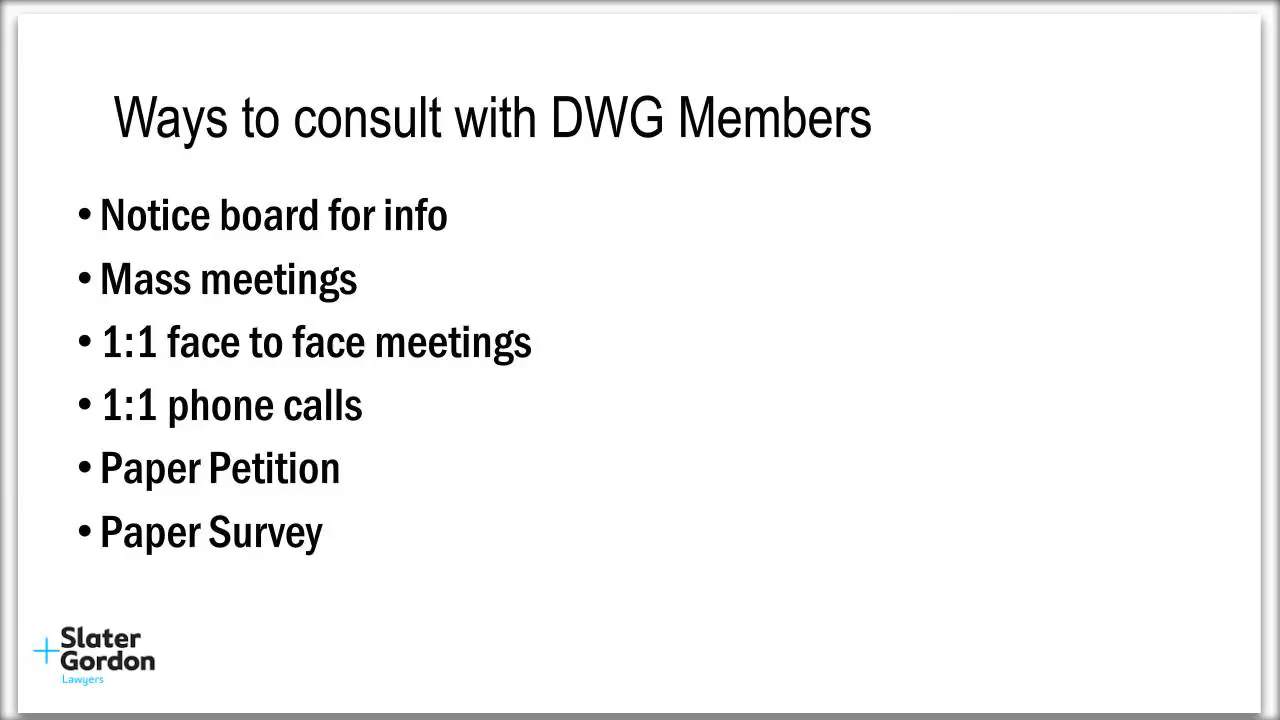 Ways to consult with DWG Members
• Notice board for info
• Mass meetings
• 1:1 face to face meetings
• 1:1 phone calls
• Paper Petition
• Paper Survey
Slater
Gordon
Lawyers